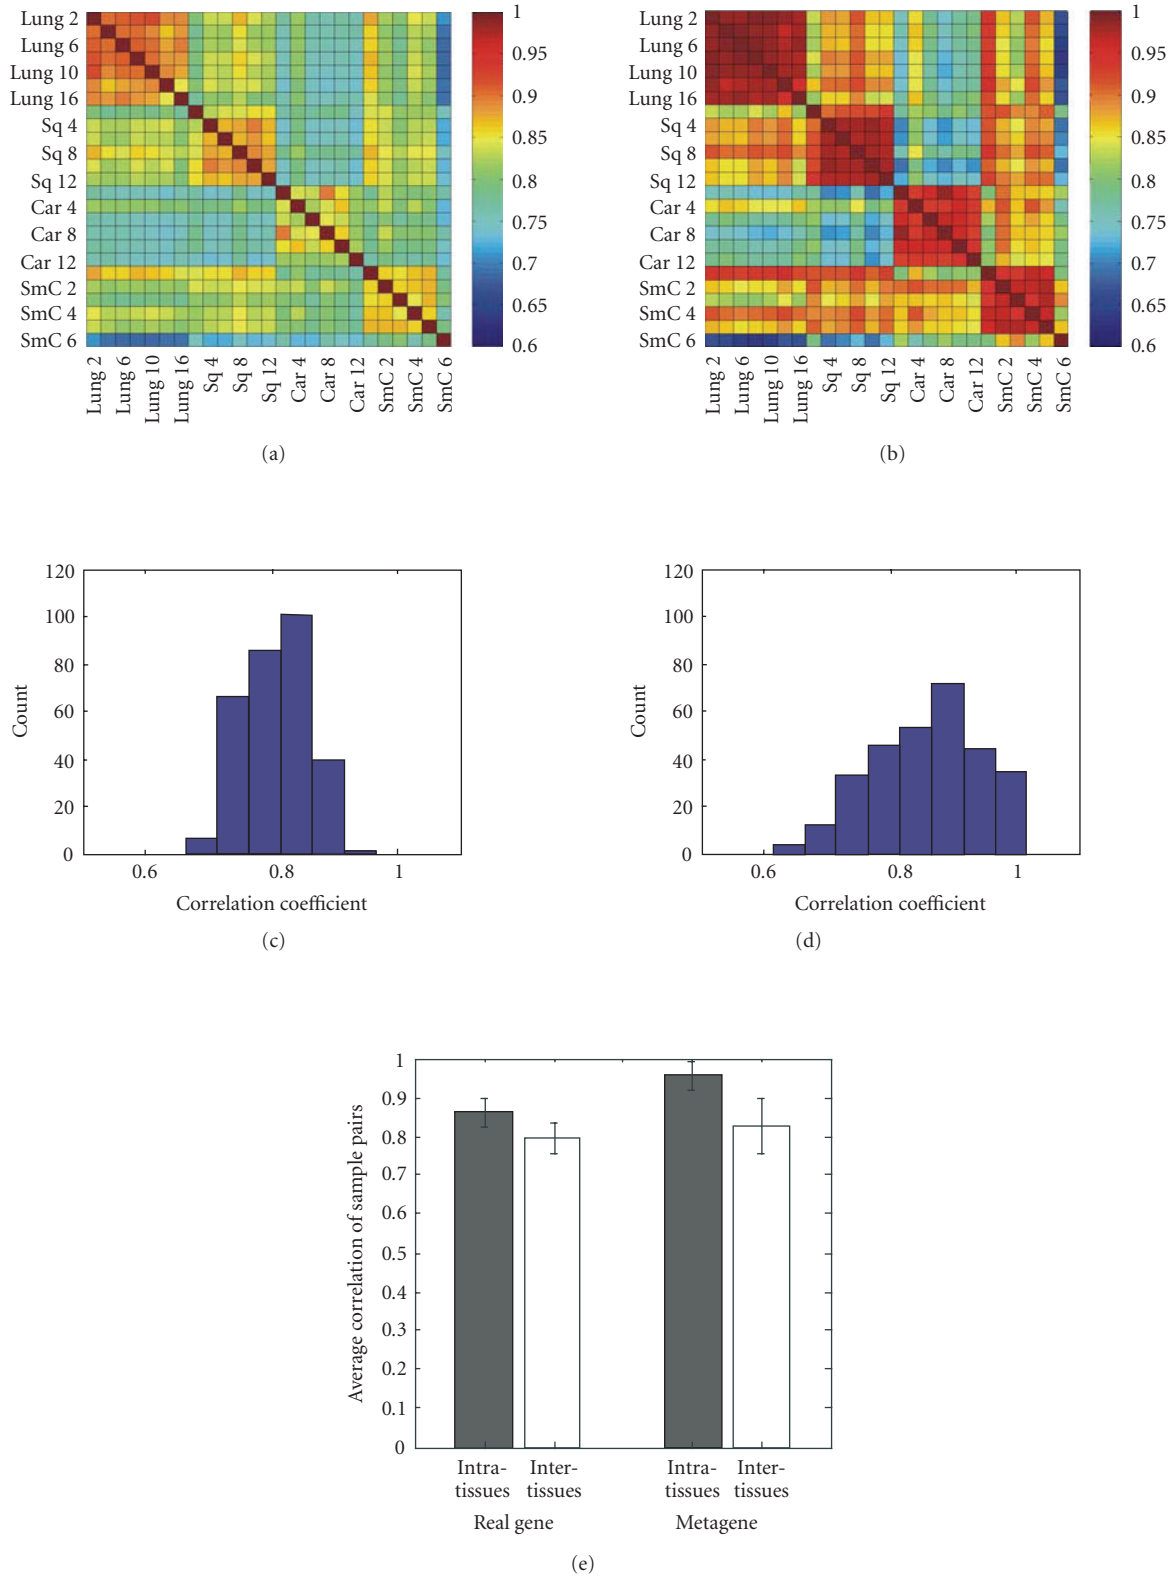 Lung 2
Lung 6
Lung 10
Lung 16
Sq 4
Sq 8
Sq 12
Car 4
Car 8
Car 12
SmC 2
SmC 4
SmC 6
Lung 2
Lung 6
Lung 10
Lung 16
Sq 4
Sq 8
Sq 12
Car 4
Car 8
Car 12
SmC 2
SmC 4
SmC 6
1
0.95
0.9
0.85
0.8
0.75
0.7
0.65
0.6
(a)
Lung 2
Lung 6
Lung 10
Lung 16
Sq 4
Sq 8
Sq 12
Car 4
Car 8
Car 12
SmC 2
SmC 4
SmC 6
Lung 2
Lung 6
Lung 10
Lung 16
Sq 4
Sq 8
Sq 12
Car 4
Car 8
Car 12
SmC 2
SmC 4
SmC 6
1
0.95
0.9
0.85
0.8
0.75
0.7
0.65
0.6
(b)
Count
120
100
80
60
40
20
0
0.6
0.8
1
Correlation coefficient
(c)
Count
120
100
80
60
40
20
0
0.6
0.8
1
Correlation coefficient
(d)
Average correlation of sample pairs
1
0.9
0.8
0.7
0.6
0.5
0.4
0.3
0.2
0.1
0
Intra-
tissues
Inter-
tissues
Intra-
tissues
Inter-
tissues
Real gene
Metagene
(e)